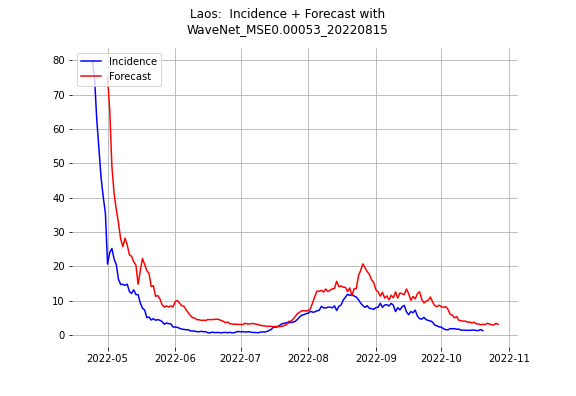 Laos:  Incidence + Forecast with
WaveNet_MSE0.00053_20220815
Incidence
Forecast
80
70
60
50
40
30
20
10
0
2022-05 2022-06 2022-07 2022-08 2022-09 2022-10 2022-11